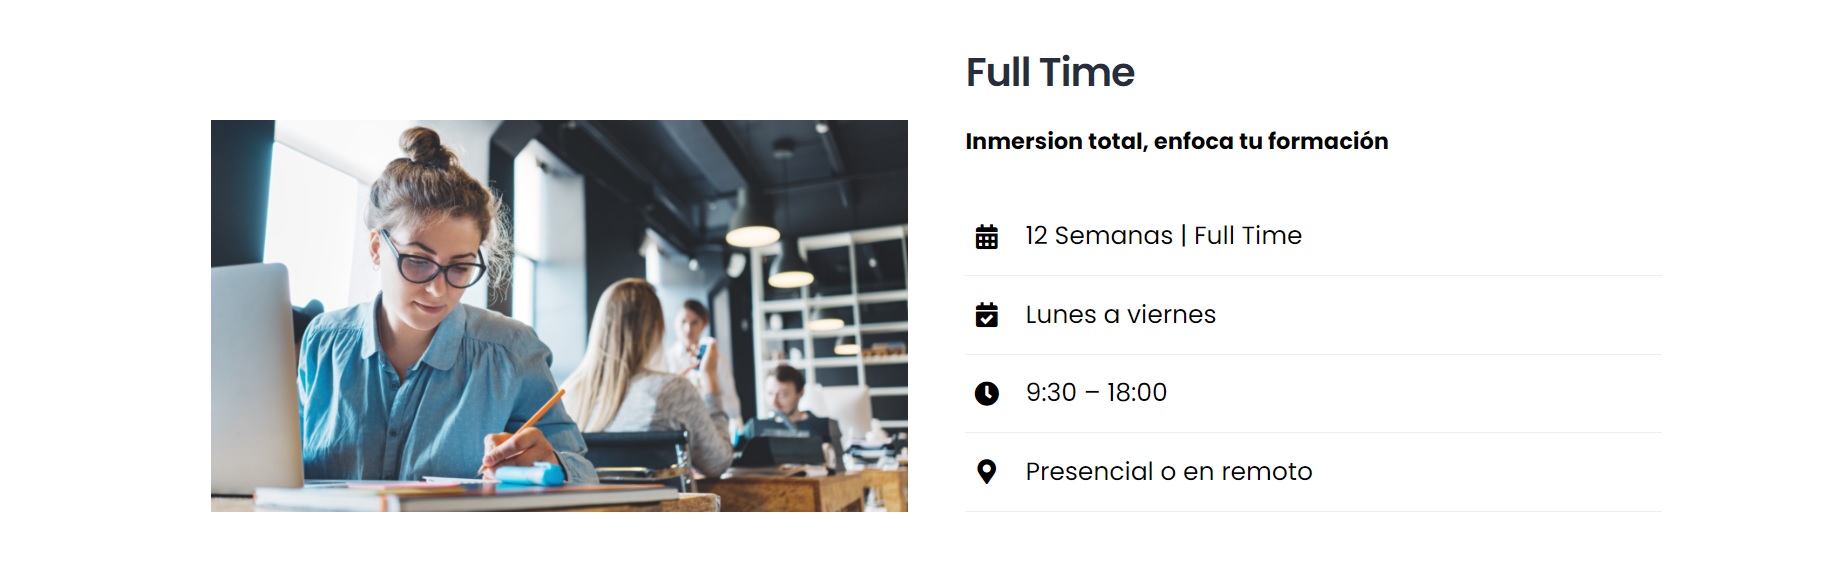 Full Time
Inmersion total, enfoca tu formación
12 Semanas | Full Time
Lunes a viernes
9:30 – 18:00
Presencial o en remoto